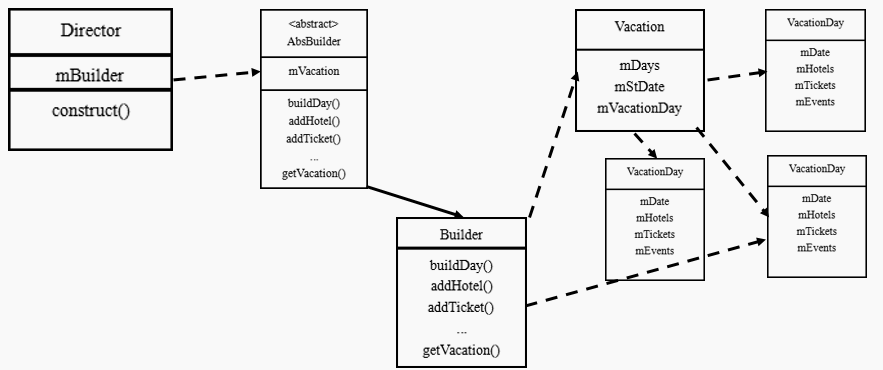 Director
mBuilder
construct()
<abstract>
AbsBuilder
mVacation
buildDay()
addHotel()
addTicket()
...
getVacation()
Builder
buildDay()
addHotel()
addTicket()
...
getVacation()
Vacation
mDays
mStDate
mVacationDay
VacationDay
mDate
mHotels
mTickets
mEvents
VacationDay
mDate
mHotels
mTickets
mEvents
VacationDay
mDate
mHotels
mTickets
mEvents